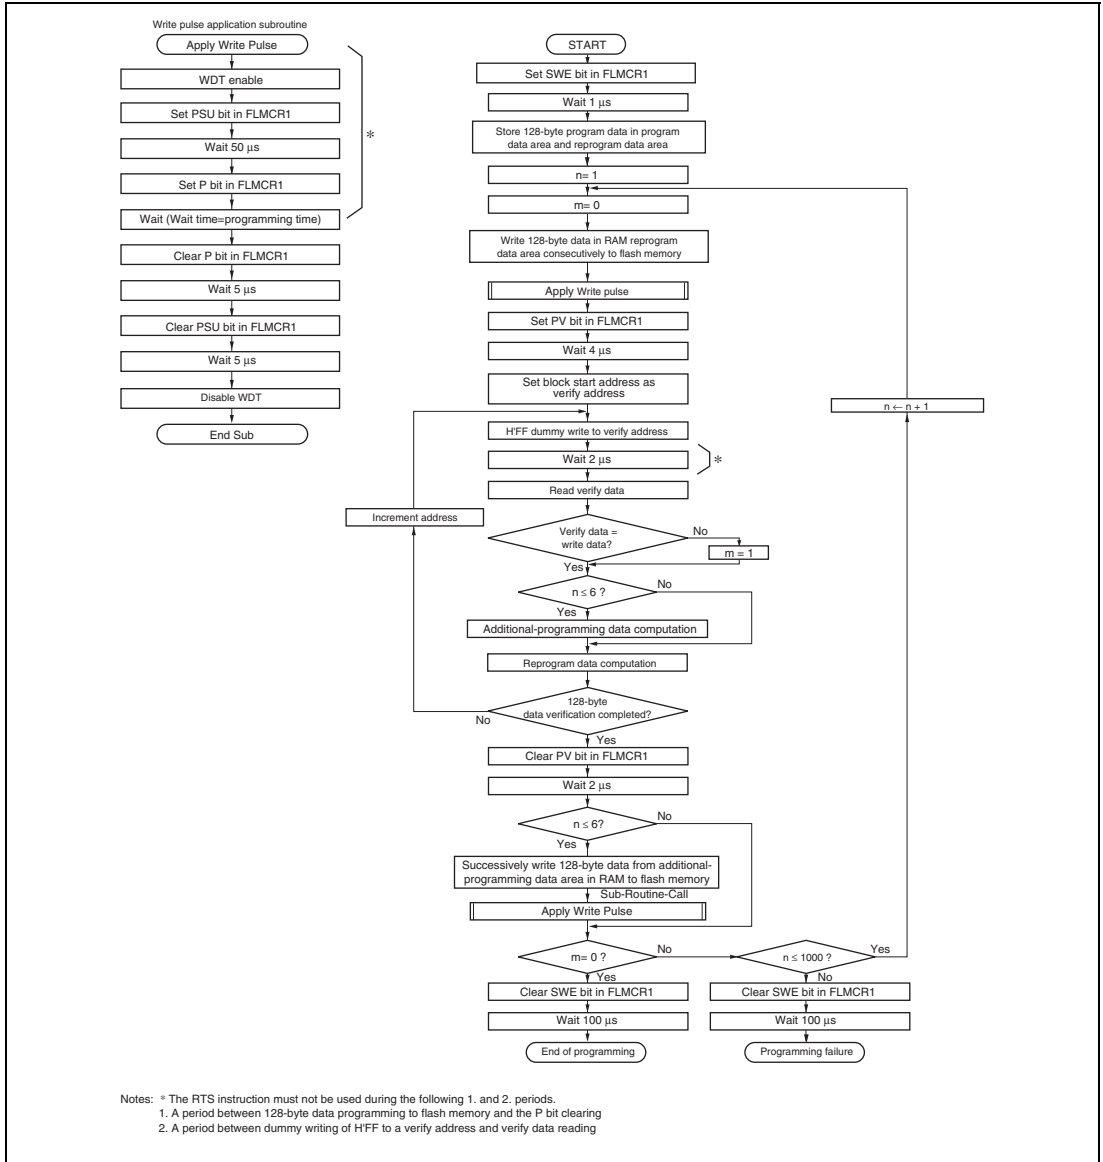 Write pulse application subroutine
Apply Write Pulse
WDT enable
Set PSU bit in FLMCR1
Wait 50 μs
Set P bit in FLMCR1
Wait (Wait time=programming time)
*
Clear P bit in FLMCR1
Wait 5 μs
Clear PSU bit in FLMCR1
Wait 5 μs
Disable WDT
End Sub
START
Set SWE bit in FLMCR1
Wait 1 μs
Store 128-byte program data in program
data area and reprogram data area
n= 1
m= 0
Write 128-byte data in RAM reprogram
data area consecutively to flash memory
Apply Write pulse
Set PV bit in FLMCR1
Wait 4 μs
Set block start address as
verify address
n ← n + 1
H'FF dummy write to verify address
Wait 2 μs
*
Read verify data
Increment address
Verify data =
write data?
No
m = 1
Yes
n ≤ 6 ?
No
Yes
Additional-programming data computation
Reprogram data computation
128-byte
data verification completed?
No
Yes
Clear PV bit in FLMCR1
Wait 2 μs
n ≤ 6?
No
Yes
Successively write 128-byte data from additional-
programming data area in RAM to flash memory
Sub-Routine-Call
Apply Write Pulse
m= 0 ?
No
n ≤ 1000 ?
Yes
Yes
No
Clear SWE bit in FLMCR1
Clear SWE bit in FLMCR1
Wait 100 μs
Wait 100 μs
End of programming
Programming failure
Notes: * The RTS instruction must not be used during the following 1. and 2. periods.
1. A period between 128-byte data programming to flash memory and the P bit clearing
2. A period between dummy writing of H'FF to a verify address and verify data reading